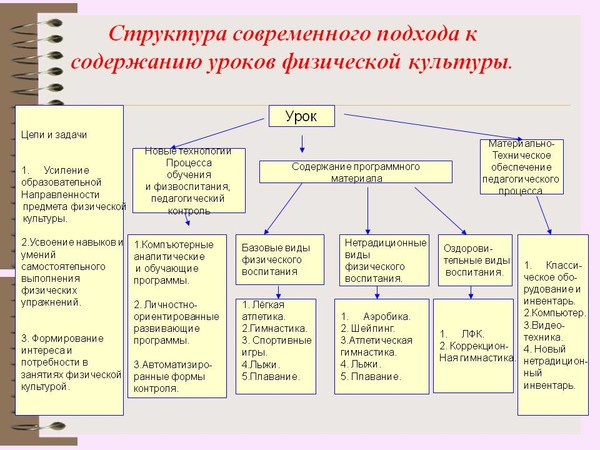 Структура современного подхода к
содержанию уроков физической культуры.
Урок
Цели и задачи
1. Усиление
образовательной
Направленности
предмета физической
культуры.
2.Усвоение навыков и
умений
самостоятельного
выполнения
физических
упражнений.
3. Формирование
интереса и
потребности в
занятиях физической
культурой.
Новые технологии
Процесса
обучения
и физвоспитания,
педагогический
контроль
Содержание программного
материала
Материально-
Техническое
обеспечение
педагогического
процесса
1.Компьютерные
аналитические
и обучающие
программы.
2. Личностно-
ориентированные
развивающие
программы.
3.Автоматизиро-
ранные формы
контроля.
Базовые виды
физического
воспитания
Нетрадиционные
виды
физического.
воспитания.
Оздорови-
тельные виды
воспитания.
1. Лёгкая
атлетика.
2.Гимнастика.
3. Спортивные
игры.
4.Лыжи.
5.Плавание.
1. Аэробика.
2. Шейпинг.
3.Атлетическая
гимнастика.
4. Лыжи.
5. Плавание.
1. ЛФК.
2. Коррекцион-
Ная гимнастика.
1. Класси-
ческое обо-
рудование и
инвентарь.
2.Компьютер.
3.Видео-
техника.
4. Новый
нетрадицион-
ный
инвентарь.